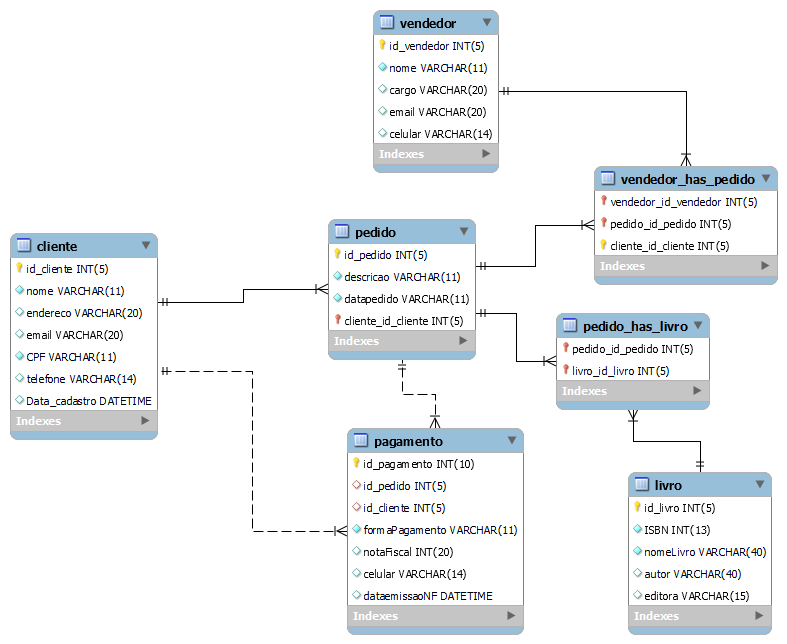 vendedor
id_vendedor INT(5)
nome VARCHAR(11)
cargo VARCHAR(20)
email VARCHAR(20)
celular VARCHAR(14)
Indexes
vendedor_has_pedido
vendedor_id_vendedor INT(5)
pedido_id_pedido INT(5)
cliente_id_cliente INT(5)
Indexes
cliente
id_cliente INT(5)
nome VARCHAR(11)
endereco VARCHAR(20)
email VARCHAR(20)
CPF VARCHAR(11)
telefone VARCHAR(14)
Data_cadastro DATETIME
Indexes
pedido
id_pedido INT(5)
descricao VARCHAR(11)
datapedido VARCHAR(11)
cliente_id_cliente INT(5)
Indexes
pedido_has_livro
pedido_id_pedido INT(5)
livro_id_livro INT(5)
Indexes
pagamento
id_pagamento INT(10)
id_pedido INT(5)
id_cliente INT(5)
formaPagamento VARCHAR(11)
notaFiscal INT(20)
celular VARCHAR(14)
dataemissaoNF DATETIME
Indexes
livro
id_livro INT(5)
ISBN INT(13)
nomeLivro VARCHAR(40)
autor VARCHAR(40)
editora VARCHAR(15)
Indexes